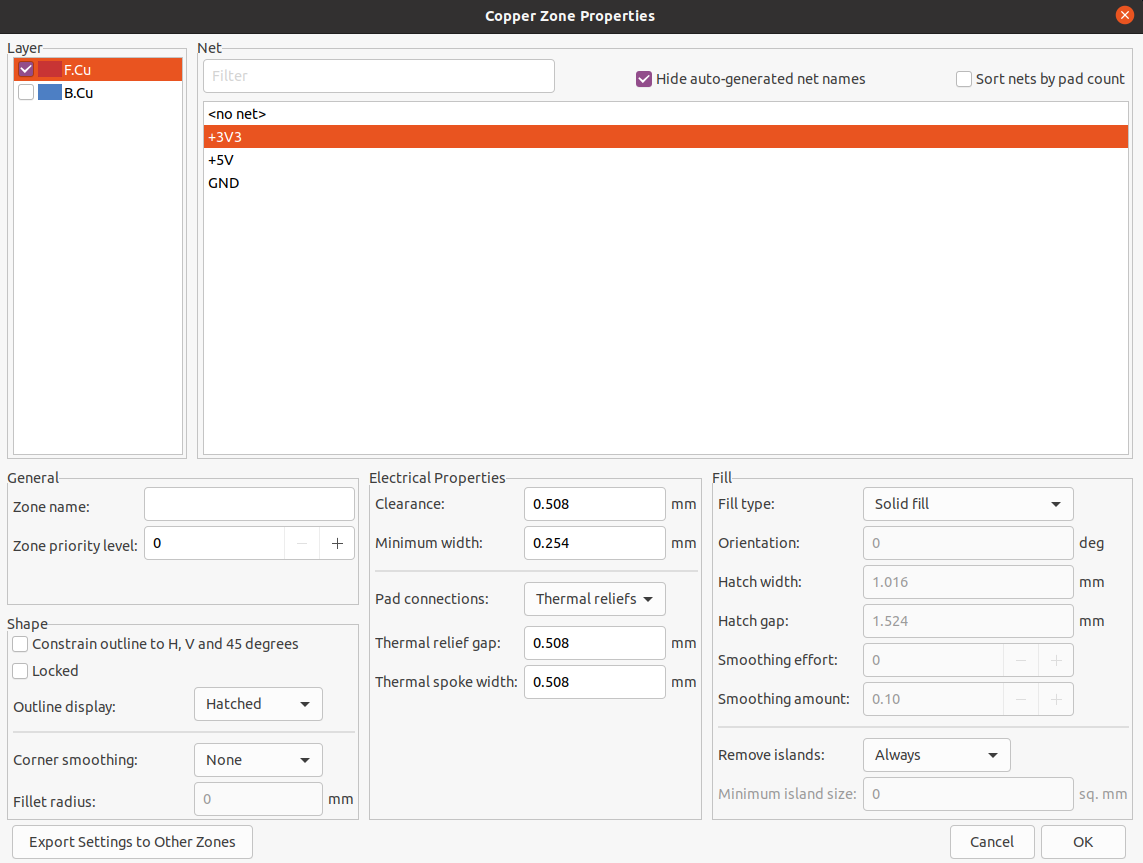 Copper Zone Properties
Layer
F.Cu
B.Cu
Net
Filter
Hide auto-generated net names
Sort nets by pad count
<no net>
+3V3
+5V
GND
General
Zone name:
Zone priority level: 0
Shape
Constrain outline to H, V and 45 degrees
Locked
Outline display: Hatched
Corner smoothing: None
Fillet radius: 0 mm
Electrical Properties
Clearance: 0.508 mm
Minimum width: 0.254 mm
Pad connections: Thermal reliefs
Thermal relief gap: 0.508 mm
Thermal spoke width: 0.508 mm
Fill
Fill type: Solid fill
Orientation: 0 deg
Hatch width: 1.016 mm
Hatch gap: 1.524 mm
Smoothing effort: 0
Smoothing amount: 0.10
Remove islands: Always
Minimum island size: 0 sq. mm
Export Settings to Other Zones
Cancel
OK